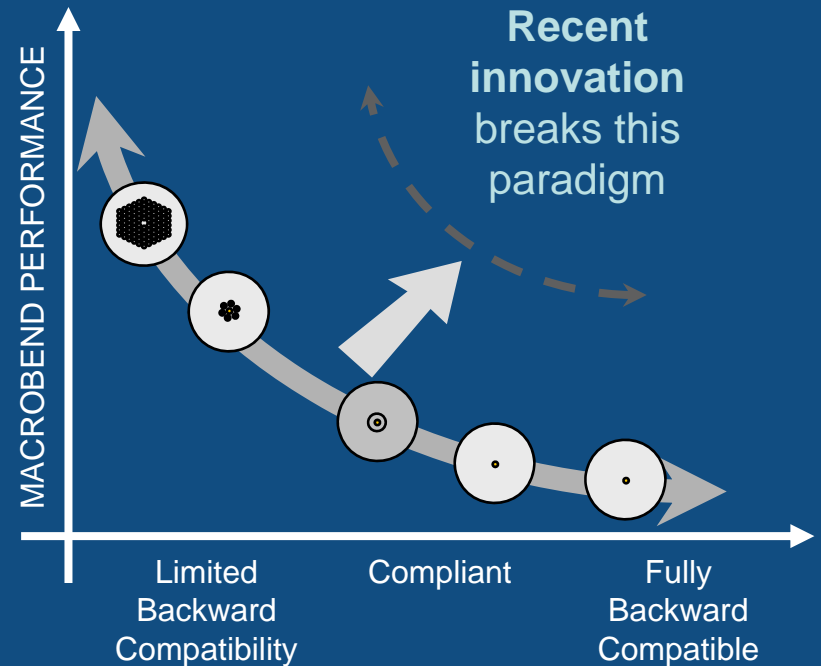 Recent
innovation
breaks this
paradigm
MACROBEND PERFORMANCE
Limited
Backward
Compatibility
Compliant
Fully
Backward
Compatible